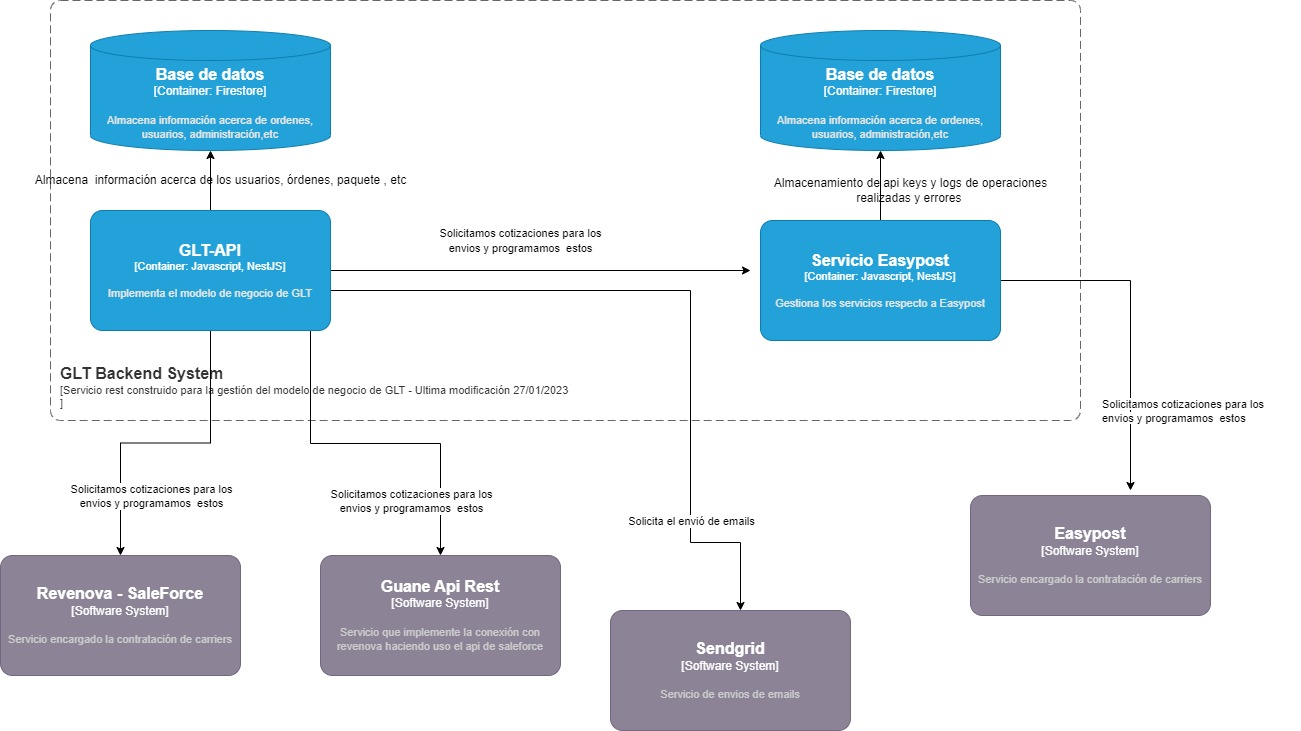 Base de datos
[Container: Firestore]
Almacena información acerca de ordenes,
usuarios, administración,etc
Base de datos
[Container: Firestore]
Almacena información acerca de ordenes,
usuarios, administración,etc
Almacena  información acerca de los usuarios, órdenes, paquete , etc
Almacenamiento de api keys y logs de operaciones
realizadas y errores
GLT-API
[Container: Javascript, NestJS]
Implementa el modelo de negocio de GLT
Solicitamos cotizaciones para los
envios y programamos  estos
Servicio Easypost
[Container: Javascript, NestJS]
Gestiona los servicios respecto a Easypost
GLT Backend System
[Servicio rest construido para la gestión del modelo de negocio de GLT - Ultima modificación 27/01/2023
]
Solicitamos cotizaciones para los
envios y programamos  estos
Solicitamos cotizaciones para los
envios y programamos  estos
Solicitamos cotizaciones para los
envios y programamos  estos
Solicita el envió de emails
Revenova - SaleForce
[Software System]
Servicio encargado la contratación de carriers
Guane Api Rest
[Software System]
Servicio que implemente la conexión con
revenova haciendo uso el api de saleforce
Sendgrid
[Software System]
Servicio de envios de emails
Easypost
[Software System]
Servicio encargado la contratación de carriers